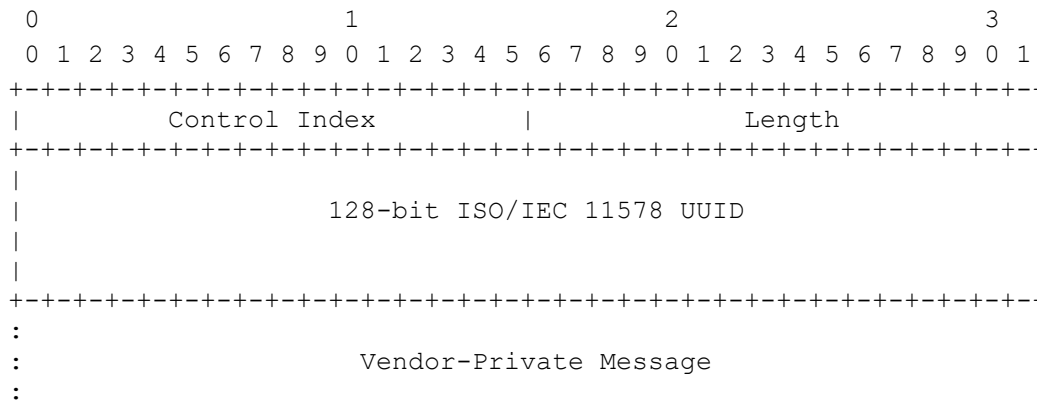 0                   1                   2                   3
 0 1 2 3 4 5 6 7 8 9 0 1 2 3 4 5 6 7 8 9 0 1 2 3 4 5 6 7 8 9 0 1
+-+-+-+-+-+-+-+-+-+-+-+-+-+-+-+-+-+-+-+-+-+-+-+-+-+-+-+-+-+-+-+-+
|         Control Index         |             Length
+-+-+-+-+-+-+-+-+-+-+-+-+-+-+-+-+-+-+-+-+-+-+-+-+-+-+-+-+-+-+-+-+
|
|                   128-bit ISO/IEC 11578 UUID
|
|
+-+-+-+-+-+-+-+-+-+-+-+-+-+-+-+-+-+-+-+-+-+-+-+-+-+-+-+-+-+-+-+-+
:
:                     Vendor-Private Message
: